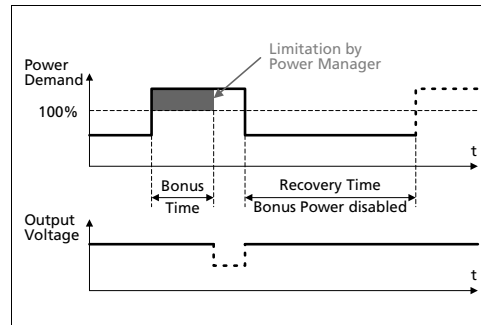 Limitation by
Power Manager
Power
Demand
100%
t
Bonus
Time
Recovery Time
Bonus Power disabled
Output
Voltage
t